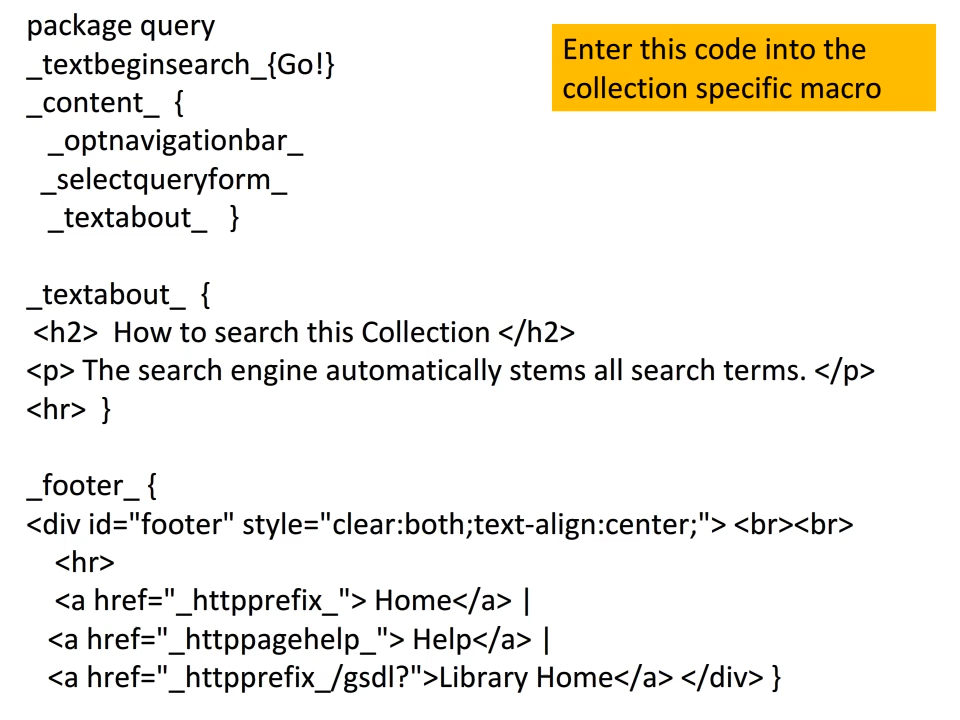 package query
_textbeginsearch_{Go!}
_content_ {
_optnavigationbar_
_selectqueryform_
_textabout_ }
Enter this code into the
collection specific macro
_textabout_ {
<h2> How to search this Collection </h2>
<p> The search engine automatically stems all search terms. </p>
<hr> }
_footer_ {
<div id="footer" style="clear:both;text-align:center;"> <br><br>
<hr>
<a href="_httpprefix_"> Home</a> |
<a href="_httppagehelp_"> Help</a> |
<a href="_httpprefix_/gsdl?">Library Home</a> </div> }